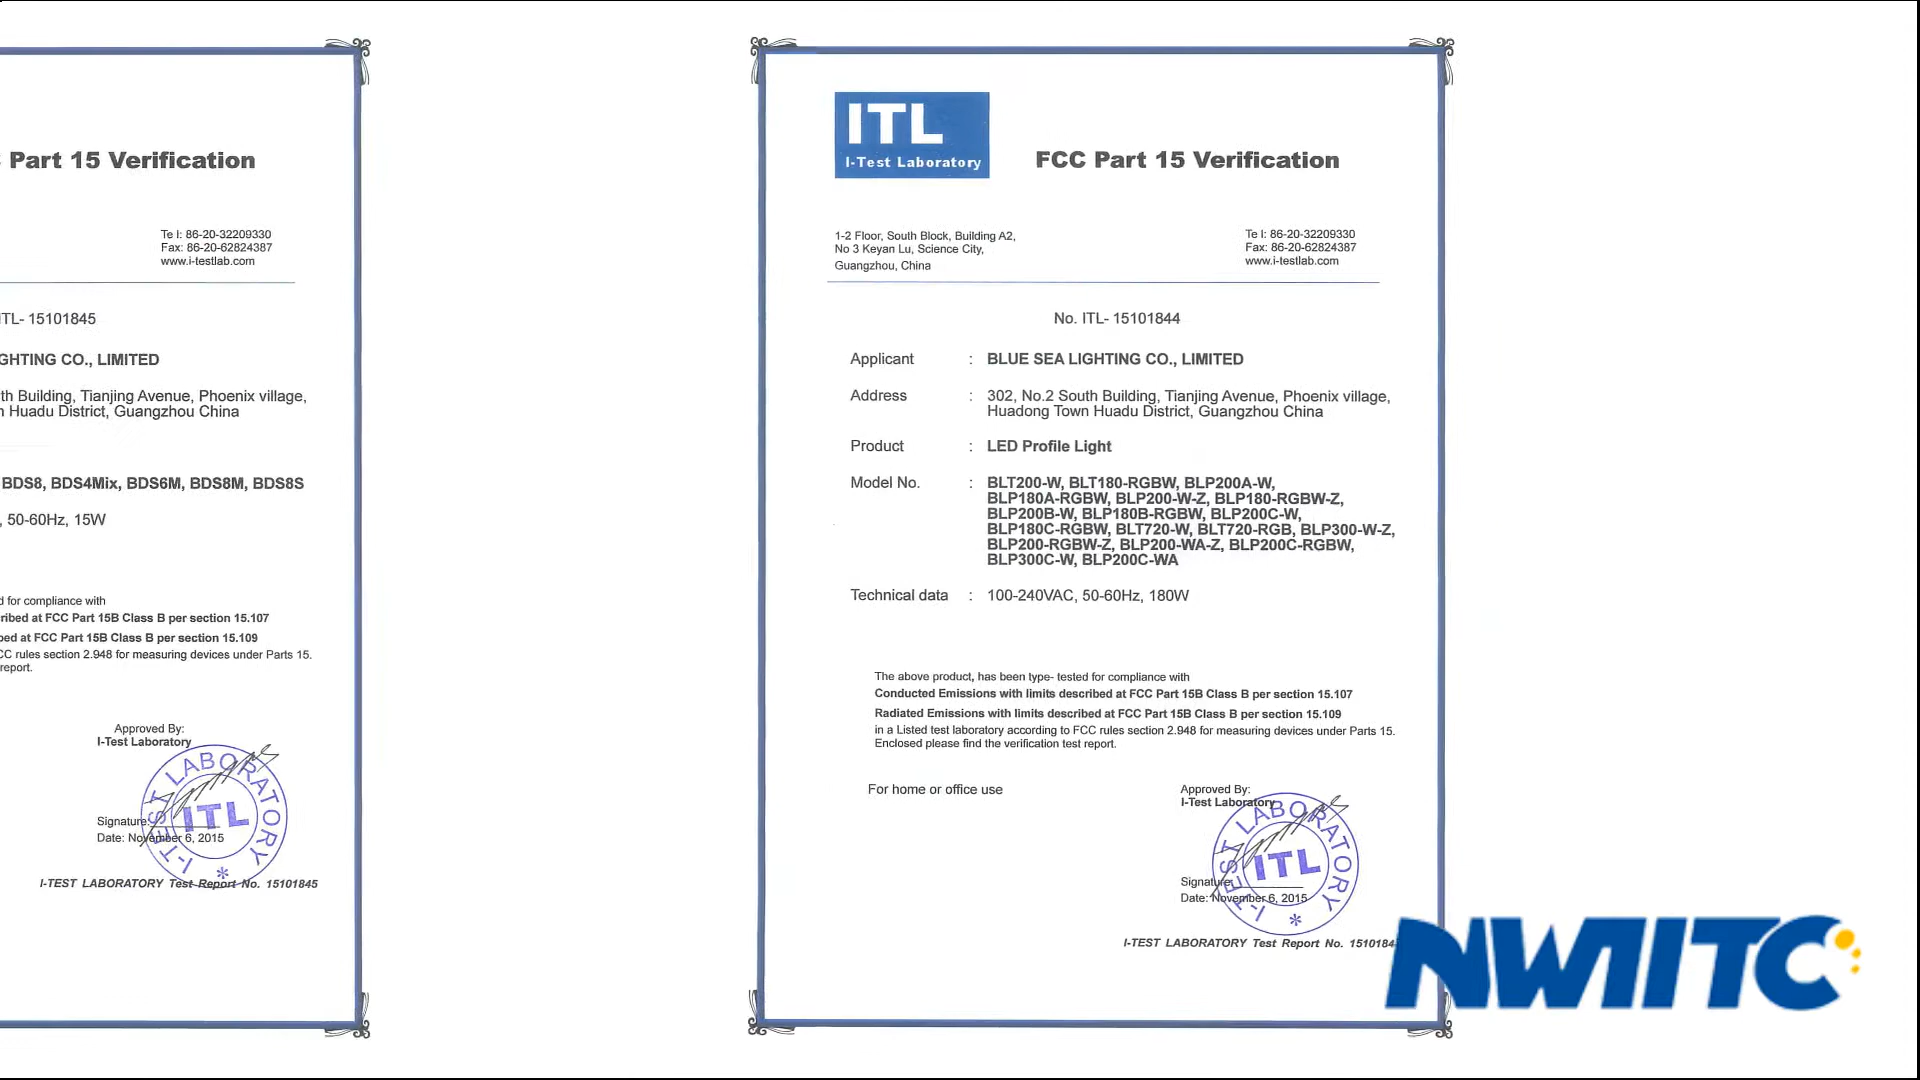 Part 15 Verification
Te l: 86-20-32209330
Fax: 86-20-62824387
www.i-testlab.com
ITL- 15101845
GHTING CO., LIMITED
th Building, Tianjing Avenue, Phoenix village,
n Huadu District, Guangzhou China
BDS8, BDS4Mix, BDS6M, BDS8M, BDS8S
, 50-60Hz, 15W
d for compliance with
ribed at FCC Part 15B Class B per section 15.107
bed at FCC Part 15B Class B per section 15.109
CC rules section 2.948 for measuring devices under Parts 15.
report.
Approved By:
I-Test Laboratory
I-TEST LABORATORY
ITL
Signature:
Date: November 6, 2015
I-TEST LABORATORY Test Report No. 15101845
ITL
I-Test Laboratory
FCC Part 15 Verification
1-2 Floor, South Block, Building A2,
No 3 Keyan Lu, Science City,
Guangzhou, China
Te l: 86-20-32209330
Fax: 86-20-62824387
www.i-testlab.com
No. ITL- 15101844
Applicant : BLUE SEA LIGHTING CO., LIMITED
Address : 302, No.2 South Building, Tianjing Avenue, Phoenix village,
Huadong Town Huadu District, Guangzhou China
Product : LED Profile Light
Model No. : BLT200-W, BLT180-RGBW, BLP200A-W,
BLP180A-RGBW, BLP200-W-Z, BLP180-RGBW-Z,
BLP200B-W, BLP180B-RGBW, BLP200C-W,
BLP180C-RGBW, BLT720-W, BLT720-RGB, BLP300-W-Z,
BLP200-RGBW-Z, BLP200-WA-Z, BLP200C-RGBW,
BLP300C-W, BLP200C-WA
Technical data : 100-240VAC, 50-60Hz, 180W
The above product, has been type- tested for compliance with
Conducted Emissions with limits described at FCC Part 15B Class B per section 15.107
Radiated Emissions with limits described at FCC Part 15B Class B per section 15.109
in a Listed test laboratory according to FCC rules section 2.948 for measuring devices under Parts 15.
Enclosed please find the verification test report.
For home or office use
Approved By:
I-Test Laboratory
I-TEST LABORATORY
ITL
Signature:
Date: November 6, 2015
I-TEST LABORATORY Test Report No. 1510184
NWIITC